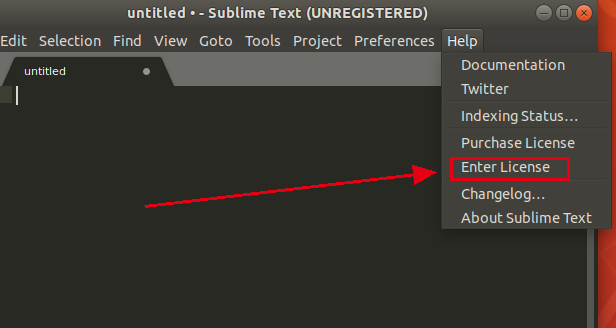 untitled • - Sublime Text (UNREGISTERED)
Edit Selection Find View Goto Tools Project Preferences Help
untitled
Documentation
Twitter
Indexing Status...
Purchase License
Enter License
Changelog...
About Sublime Text